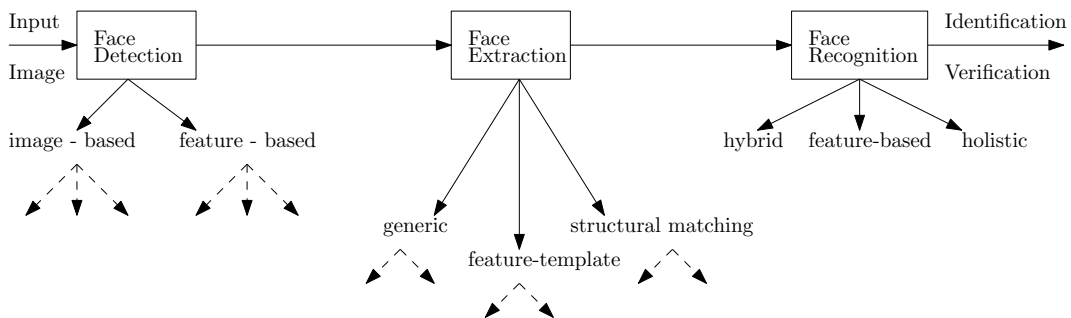 Input
Image
Face
Detection
Face
Extraction
Face
Recognition
Identification
Verification
image - based
feature - based
generic
feature-template
structural matching
hybrid
feature-based
holistic